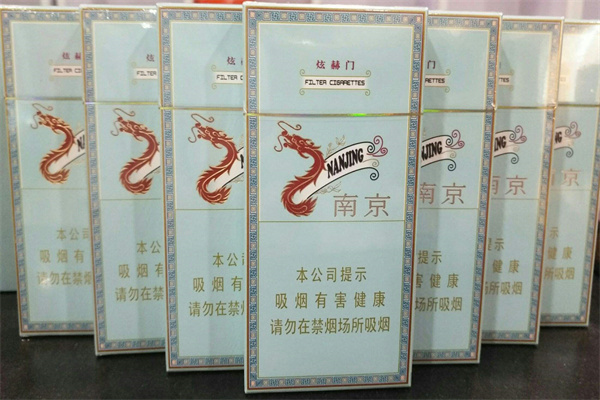 炫赫门
FILTER CIGARETTES
NANJING
南京
本公司提示
吸烟有害健康
请勿在禁烟场所吸烟